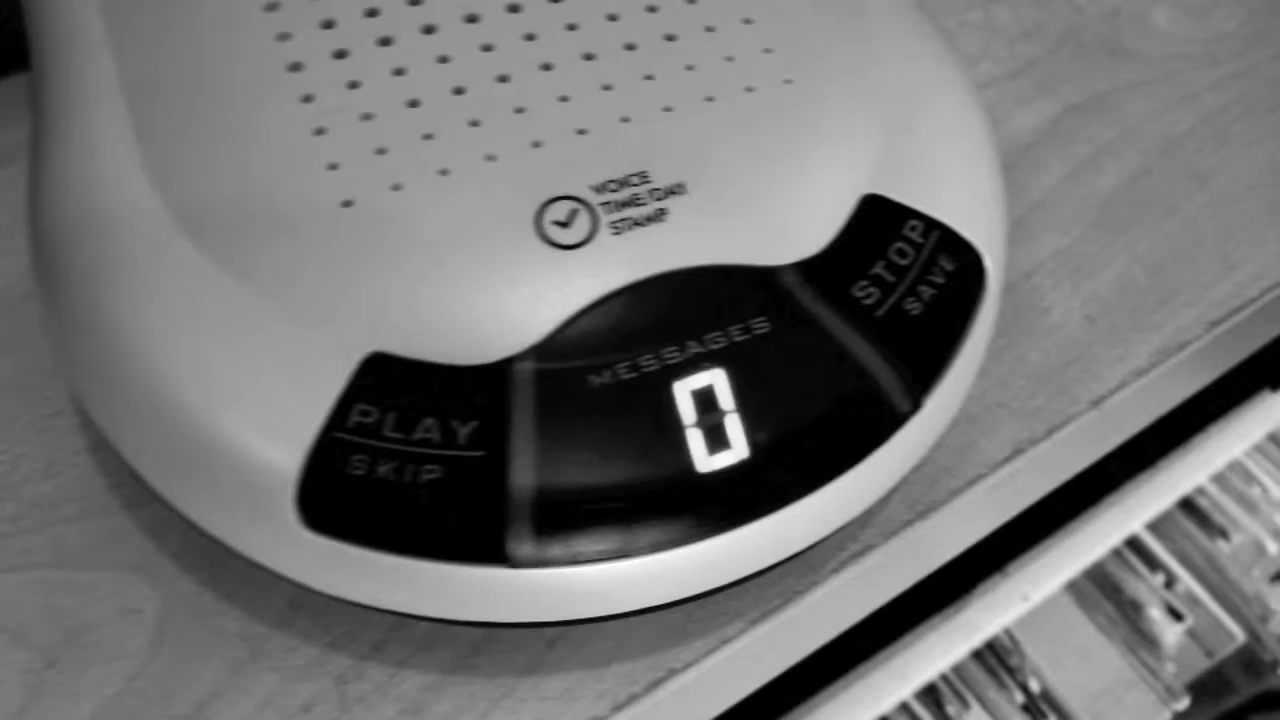 VOICE
TIME/DAY
STAMP
STOP
SAVE
MESSAGES
0
PLAY
SKIP